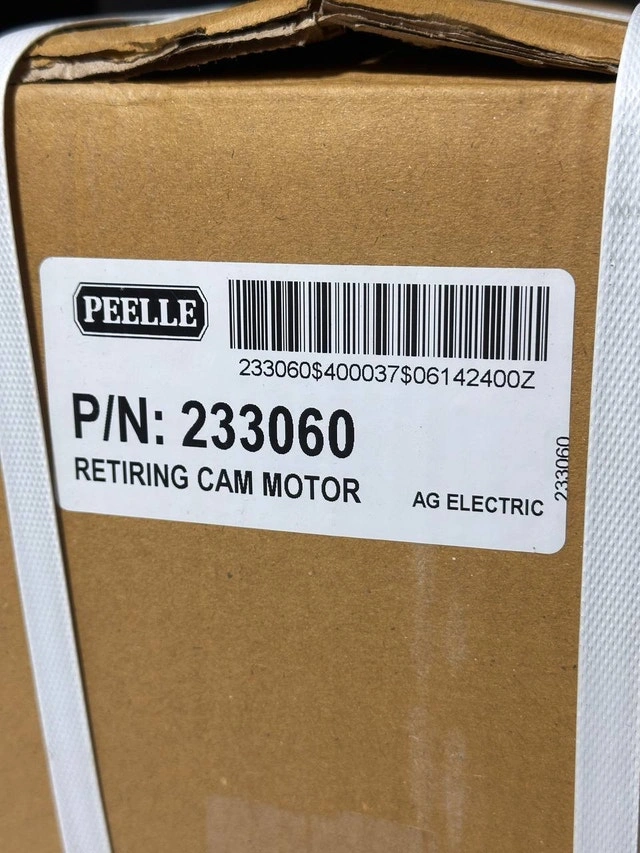 PEELLE
233060$400037$06142400Z
P/N: 233060
RETIRING CAM MOTOR
AG ELECTRIC
233060